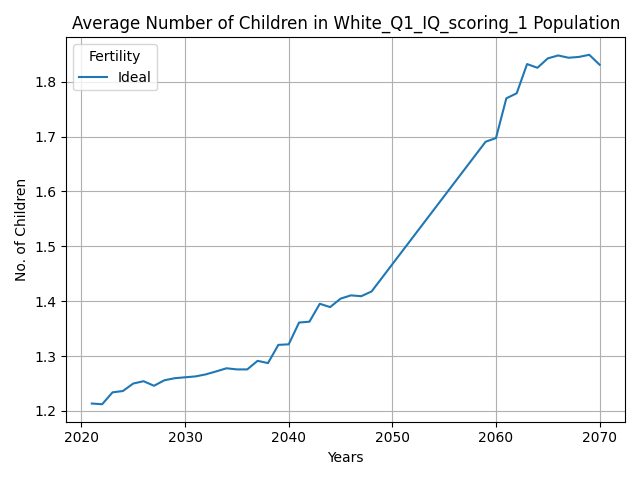 Average Number of Children in White_Q1_IQ_scoring_1 Population
Fertility
Ideal
No. of Children
1.8
1.7
1.6
1.5
1.4
1.3
1.2
2020 2030 2040 2050 2060 2070
Years